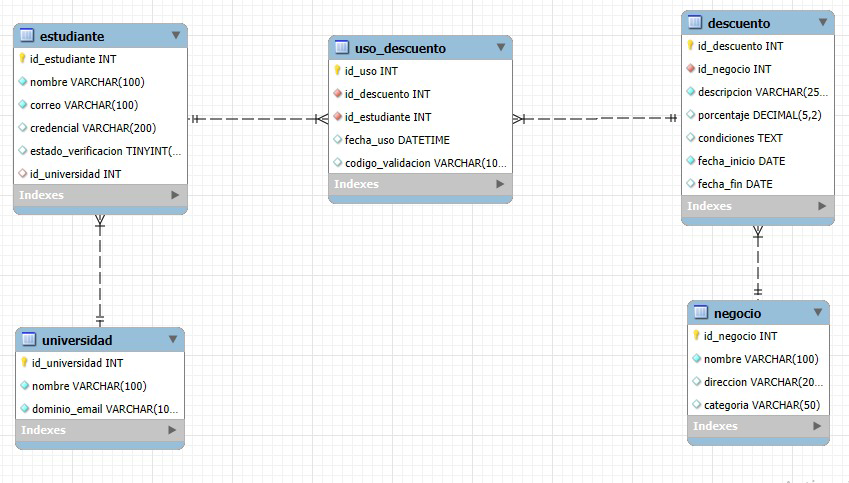 estudiante
id_estudiante INT
nombre VARCHAR(100)
correo VARCHAR(100)
credencial VARCHAR(200)
estado_verificacion TINYINT(...
id_universidad INT
Indexes
uso_descuento
id_uso INT
id_descuento INT
id_estudiante INT
fecha_uso DATETIME
codigo_validacion VARCHAR(10...
Indexes
descuento
id_descuento INT
id_negocio INT
descripcion VARCHAR(25...
porcentaje DECIMAL(5,2)
condiciones TEXT
fecha_inicio DATE
fecha_fin DATE
Indexes
universidad
id_universidad INT
nombre VARCHAR(100)
dominio_email VARCHAR(10...
Indexes
negocio
id_negocio INT
nombre VARCHAR(100)
direccion VARCHAR(20...
categoria VARCHAR(50)
Indexes